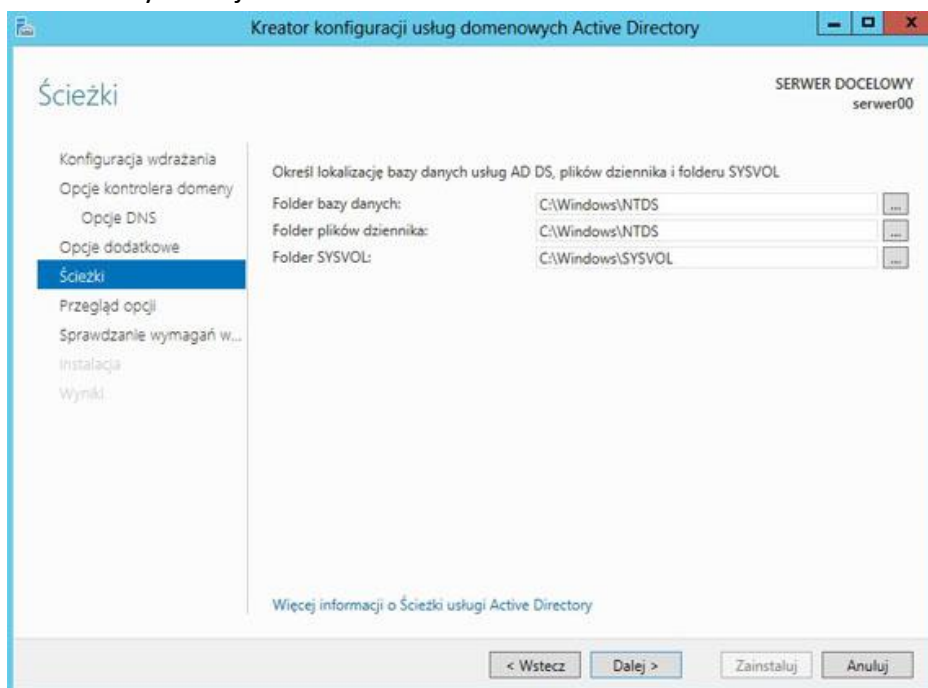 Kreator konfiguracji usług domenowych Active Directory
Ścieżki
SERWER DOCELOWY
serwer00
Konfiguracja wdrażania
Opcje kontrolera domeny
Opcje DNS
Opcje dodatkowe
Ścieżki
Przegląd opcji
Sprawdzanie wymagań w...
Instalacja
Wyniki
Określ lokalizację bazy danych usług AD DS, plików dziennika i folderu SYSVOL
Folder bazy danych: C:\Windows\NTDS ...
Folder plików dziennika: C:\Windows\NTDS ...
Folder SYSVOL: C:\Windows\SYSVOL ...
Więcej informacji o Ścieżki usługi Active Directory
< Wstecz Dalej > Zainstaluj Anuluj